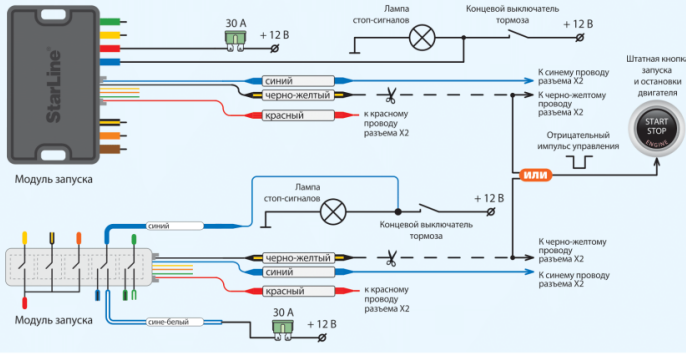 30 А
+ 12 В
Лампа
стоп-сигналов
Концевой выключатель
тормоза
+ 12 В
StarLine®
синий
черно-желтый
красный
к красному
проводу
разъема Х2
К синему проводу
разъема Х2
К черно-желтому
проводу
разъема Х2
Штатная кнопка
запуска
и остановки
двигателя
START
STOP
ENGINE
Отрицательный
импульс управления
или
Модуль запуска
синий
Лампа
стоп-сигналов
+ 12 В
Концевой выключатель
тормоза
черно-желтый
синий
красный
к красному
проводу
разъема Х2
К черно-желтому
проводу
разъема Х2
К синему проводу
разъема Х2
Модуль запуска
сине-белый
30 А
+ 12 В